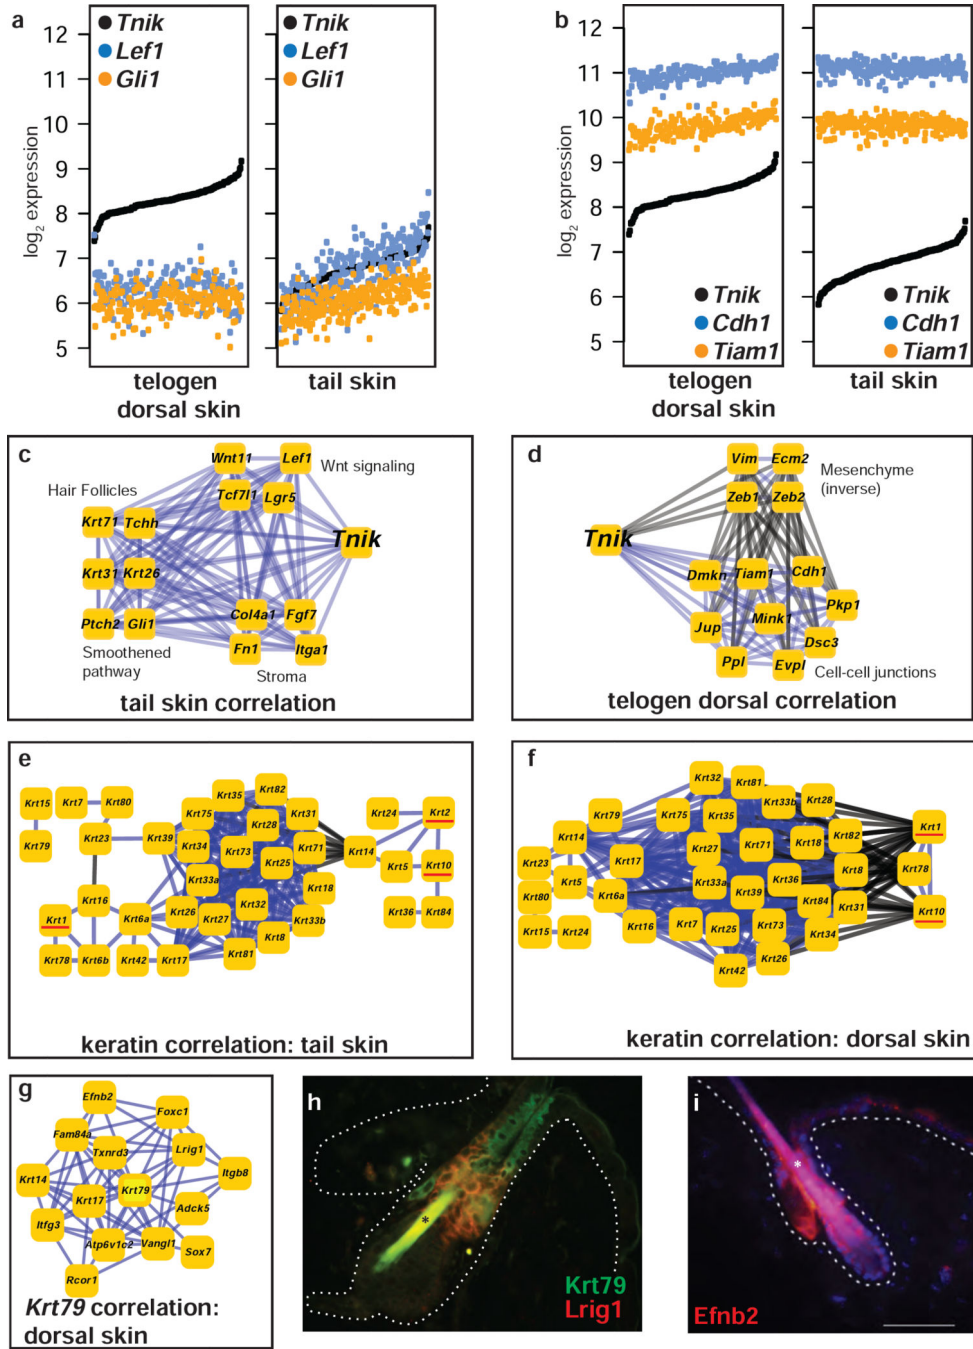 a
Tnik
Lef1
Gli1
Tnik
Lef1
Gli1
12
11
10
9
8
7
6
5
log2 expression
telogen
dorsal skin
tail skin
b
12
11
10
9
8
7
6
5
log2 expression
Tnik
Cdh1
Tiam1
Tnik
Cdh1
Tiam1
telogen
dorsal skin
tail skin
c
Wnt11
Lef1
Wnt signaling
Hair Follicles
Tcf7l1
Lgr5
Krt71
Tchh
Tnik
Krt31
Krt26
Col4a1
Fgf7
Ptch2
Gli1
Fn1
Itga1
Smoothened
pathway
Stroma
tail skin correlation
d
Vim
Ecm2
Mesenchyme
(inverse)
Zeb1
Zeb2
Tnik
Dmkn
Tiam1
Cdh1
Pkp1
Jup
Mink1
Dsc3
Ppl
Evpl
Cell-cell junctions
telogen dorsal correlation
e
Krt15
Krt7
Krt80
Krt35
Krt82
Krt75
Krt28
Krt31
Krt24
Krt2
Krt79
Krt23
Krt39
Krt34
Krt73
Krt25
Krt71
Krt14
Krt5
Krt10
Krt33a
Krt18
Krt1
Krt16
Krt6a
Krt26
Krt27
Krt32
Krt33b
Krt36
Krt84
Krt78
Krt6b
Krt42
Krt17
Krt81
Krt8
keratin correlation: tail skin
f
Krt32
Krt81
Krt79
Krt75
Krt35
Krt33b
Krt28
Krt14
Krt27
Krt71
Krt18
Krt82
Krt1
Krt23
Krt17
Krt5
Krt33a
Krt36
Krt8
Krt78
Krt80
Krt6a
Krt39
Krt84
Krt31
Krt10
Krt15
Krt24
Krt16
Krt7
Krt25
Krt73
Krt34
Krt42
Krt26
keratin correlation: dorsal skin
g
Efnb2
Foxc1
Fam84a
Txnrd3
Lrig1
Itgb8
Krt14
Krt17
Krt79
Adck5
Itfg3
Atp6v1c2
Vangl1
Sox7
Rcor1
Krt79 correlation:
dorsal skin
h
*
Krt79
Lrig1
i
*
Efnb2